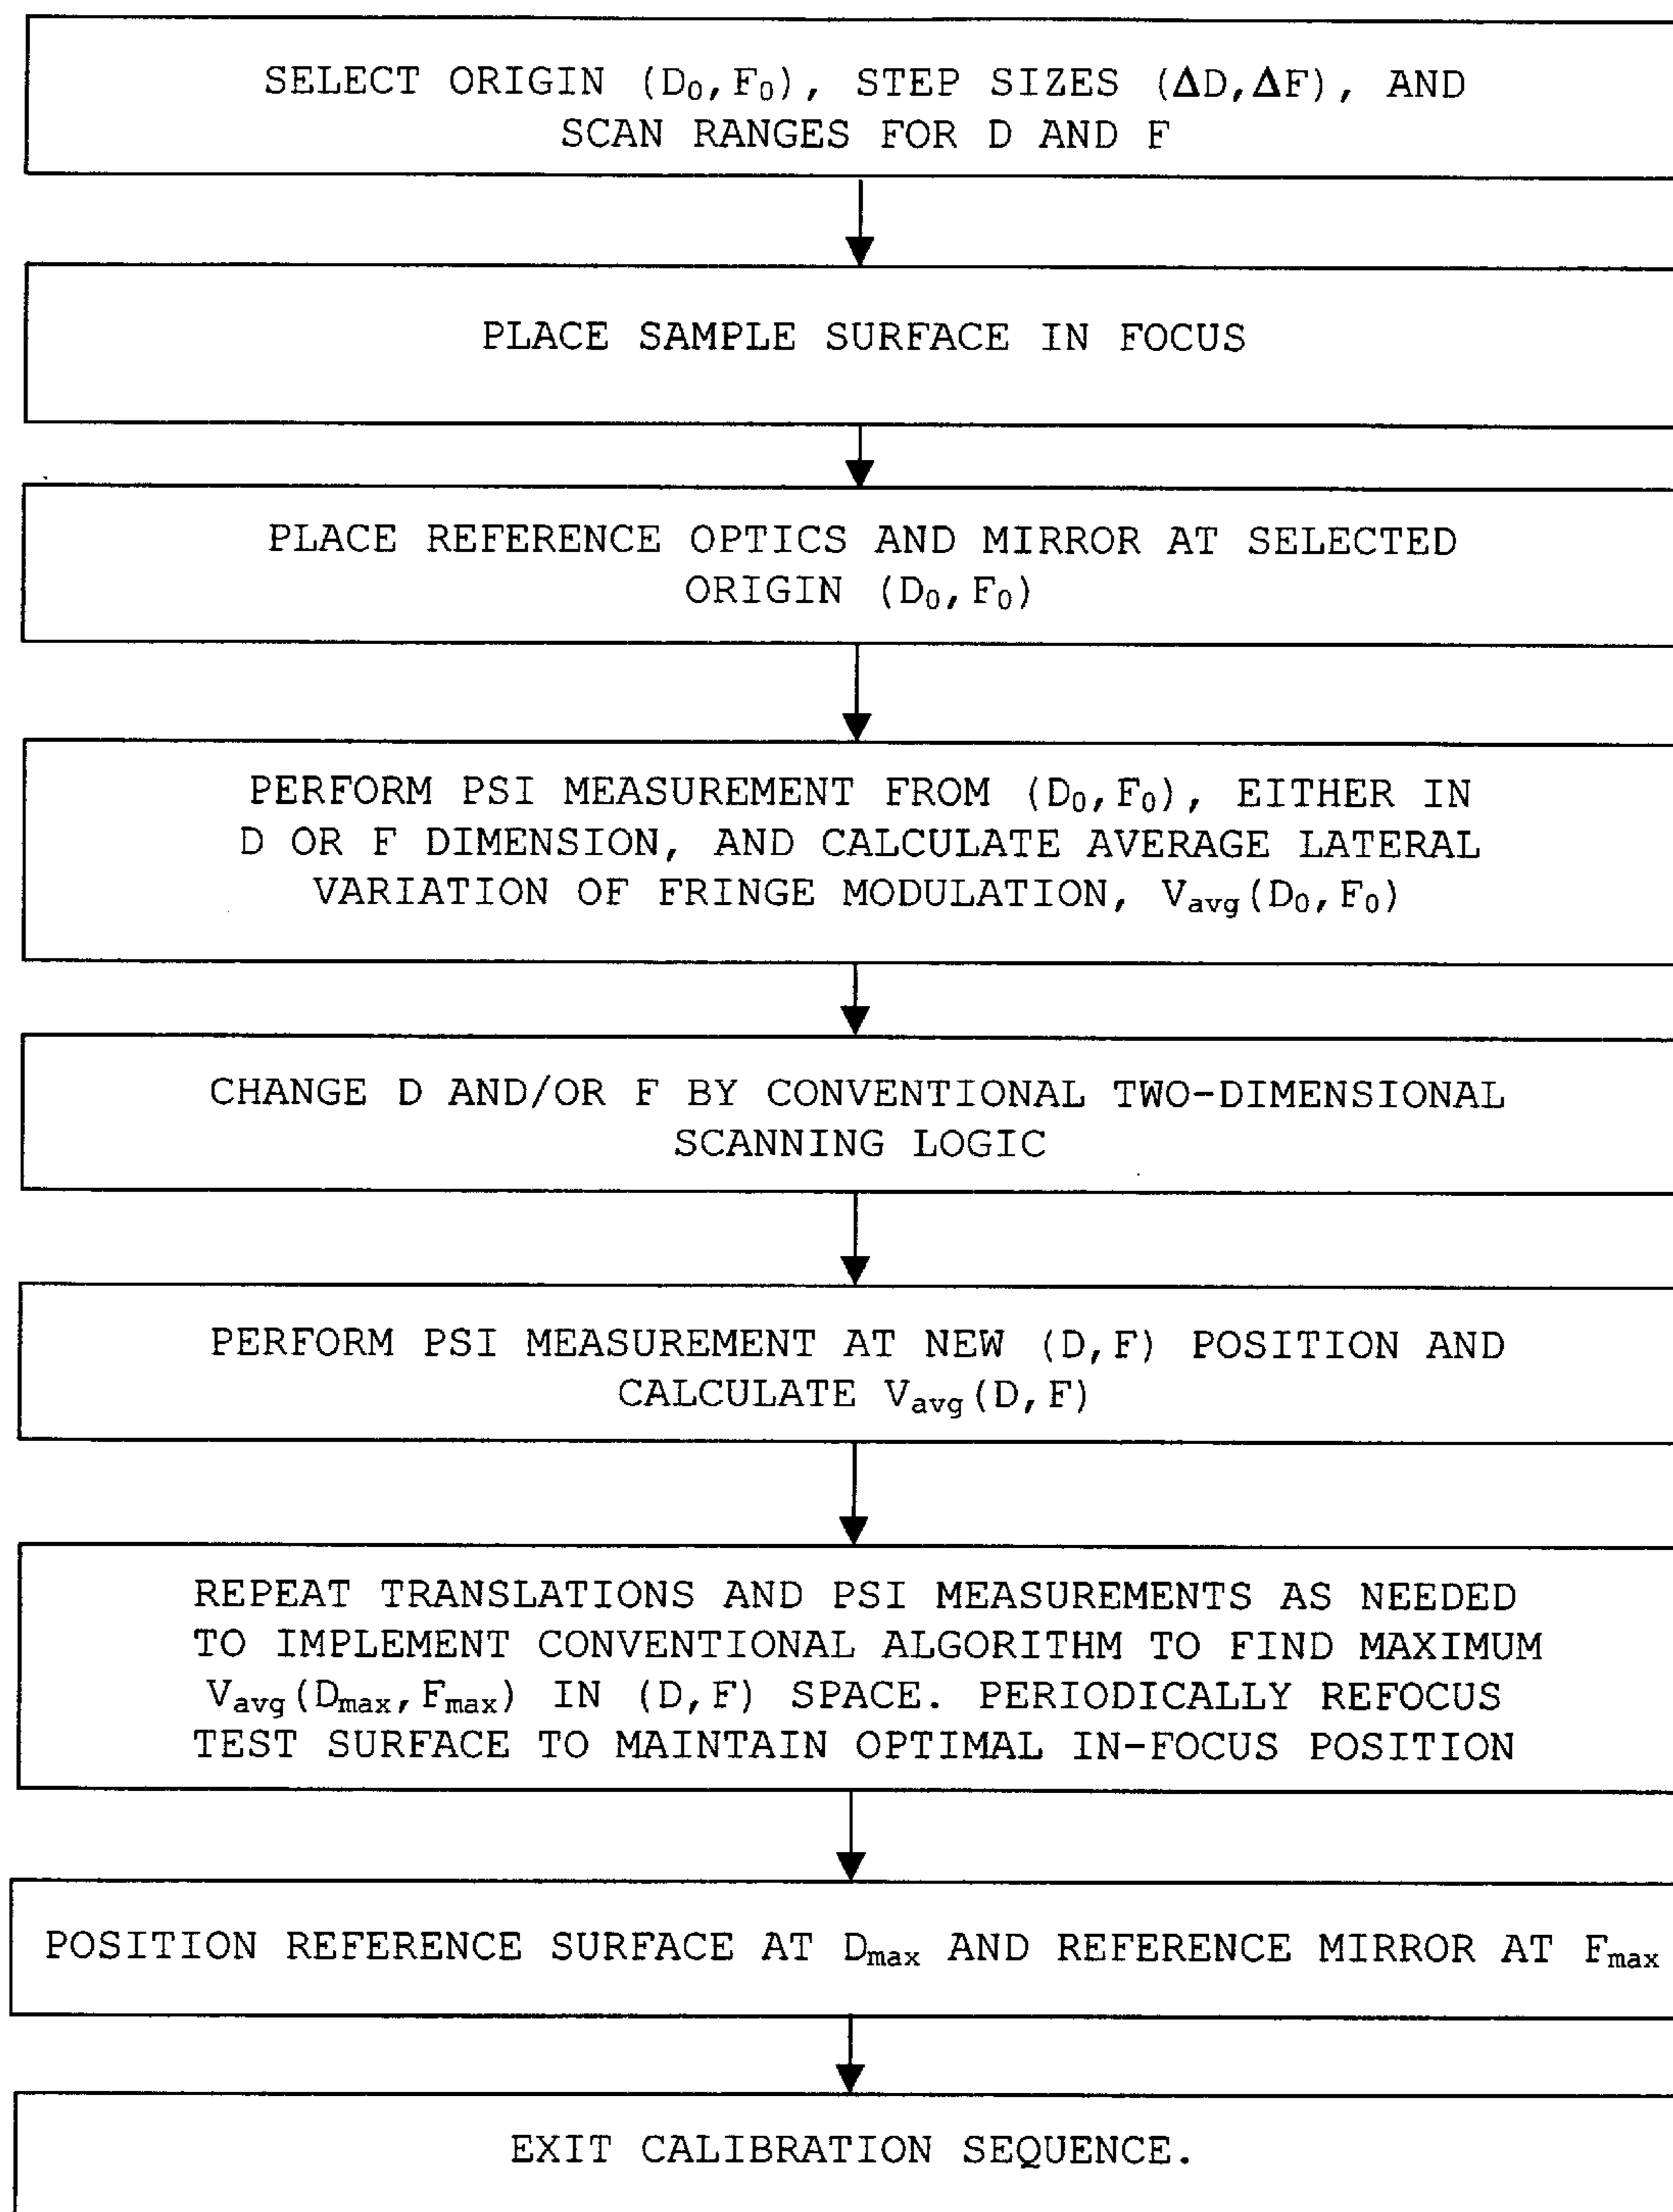 SELECT ORIGIN (D₀,F₀), STEP SIZES (ΔD,ΔF), AND
SCAN RANGES FOR D AND F
PLACE SAMPLE SURFACE IN FOCUS
PLACE REFERENCE OPTICS AND MIRROR AT SELECTED
ORIGIN (D₀,F₀)
PERFORM PSI MEASUREMENT FROM (D₀,F₀), EITHER IN
D OR F DIMENSION, AND CALCULATE AVERAGE LATERAL
VARIATION OF FRINGE MODULATION, Vavg(D₀,F₀)
CHANGE D AND/OR F BY CONVENTIONAL TWO-DIMENSIONAL
SCANNING LOGIC
PERFORM PSI MEASUREMENT AT NEW (D,F) POSITION AND
CALCULATE Vavg(D,F)
REPEAT TRANSLATIONS AND PSI MEASUREMENTS AS NEEDED
TO IMPLEMENT CONVENTIONAL ALGORITHM TO FIND MAXIMUM
Vavg(Dmax,Fmax) IN (D,F) SPACE. PERIODICALLY REFOCUS
TEST SURFACE TO MAINTAIN OPTIMAL IN-FOCUS POSITION
POSITION REFERENCE SURFACE AT Dmax AND REFERENCE MIRROR AT Fmax
EXIT CALIBRATION SEQUENCE.